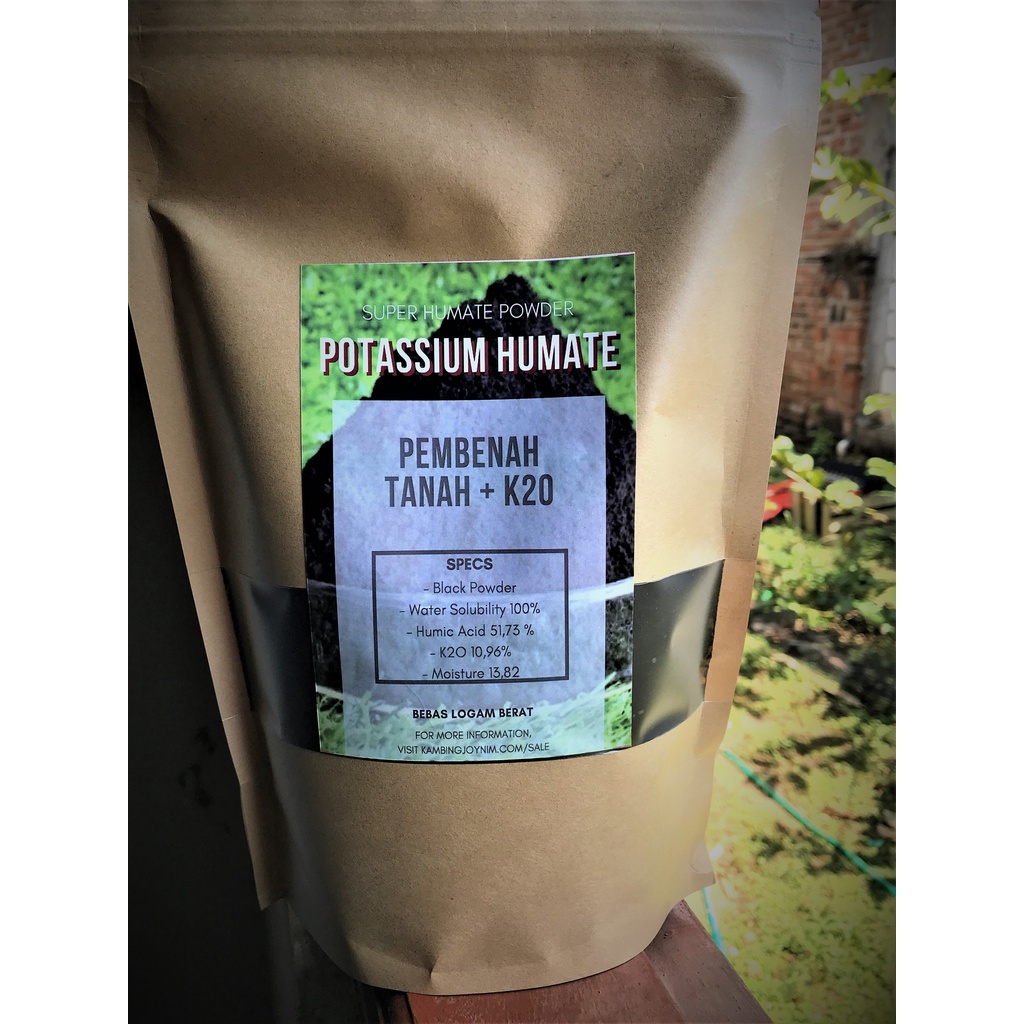 SUPER HUMATE POWDER
POTASSIUM HUMATE
PEMBENAH
TANAH + K2O
SPECS
- Black Powder
- Water Solubility 100%
- Humic Acid 51,73 %
- K2O 10,96%
- Moisture 13,82
BEBAS LOGAM BERAT
FOR MORE INFORMATION,
VISIT KAMBINGJOYNIM.COM/SALE